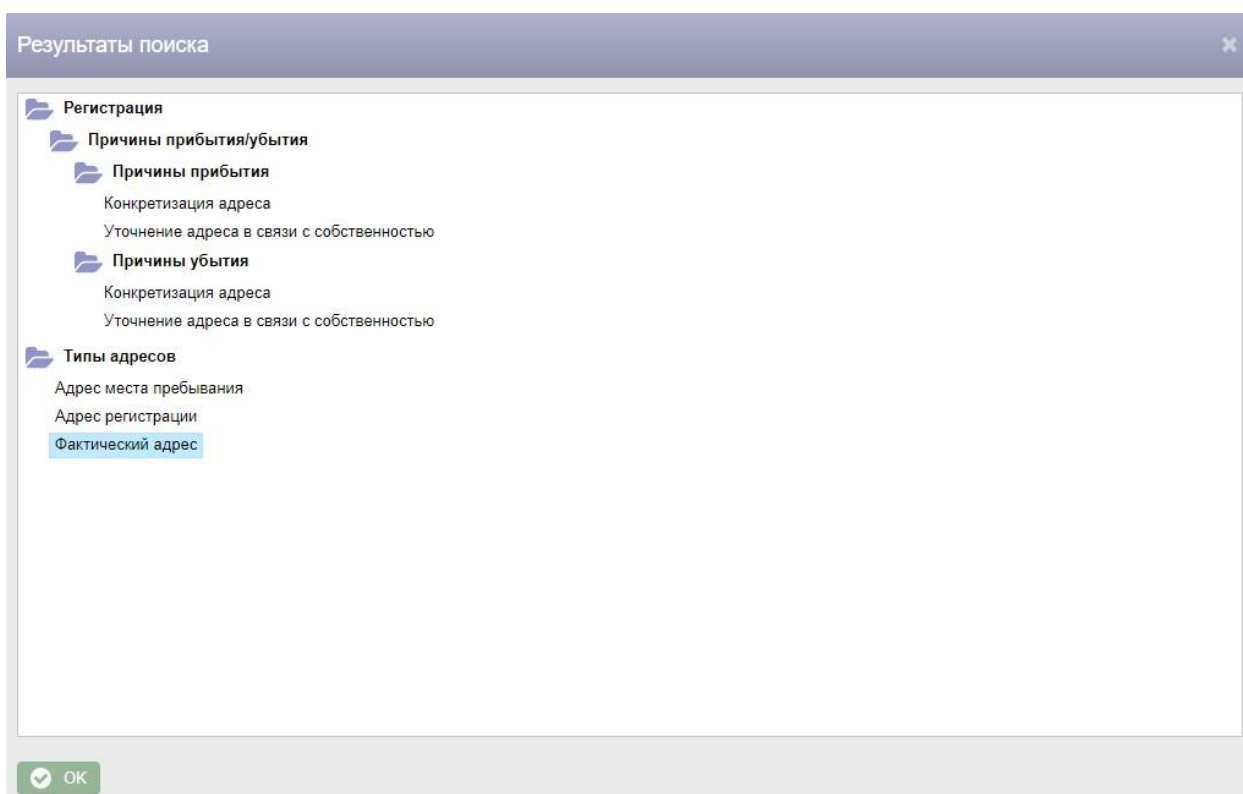 Результаты поиска
Регистрация
Причины прибытия/убытия
Причины прибытия
Конкретизация адреса
Уточнение адреса в связи с собственностью
Причины убытия
Конкретизация адреса
Уточнение адреса в связи с собственностью
Типы адресов
Адрес места пребывания
Адрес регистрации
Фактический адрес
OK